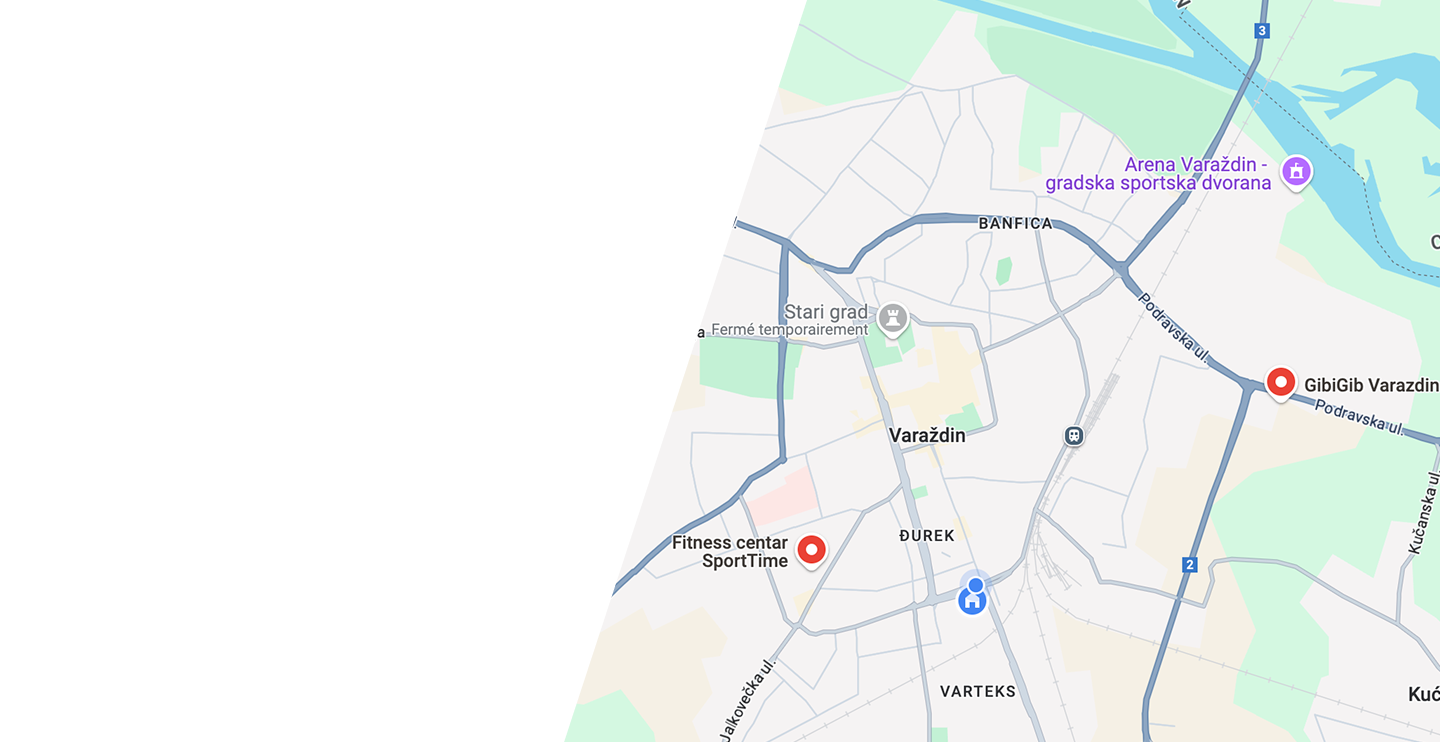 3
Arena Varaždin -
gradska sportska dvorana
BANFICA
Stari grad
Fermé temporairement
a
Podravska ul.
GibiGib Varazdin
Podravska ul.
Varaždin
Kučanska ul.
ĐUREK
Fitness centar
SportTime
2
Jalkovečka ul.
VARTEKS
Kuć